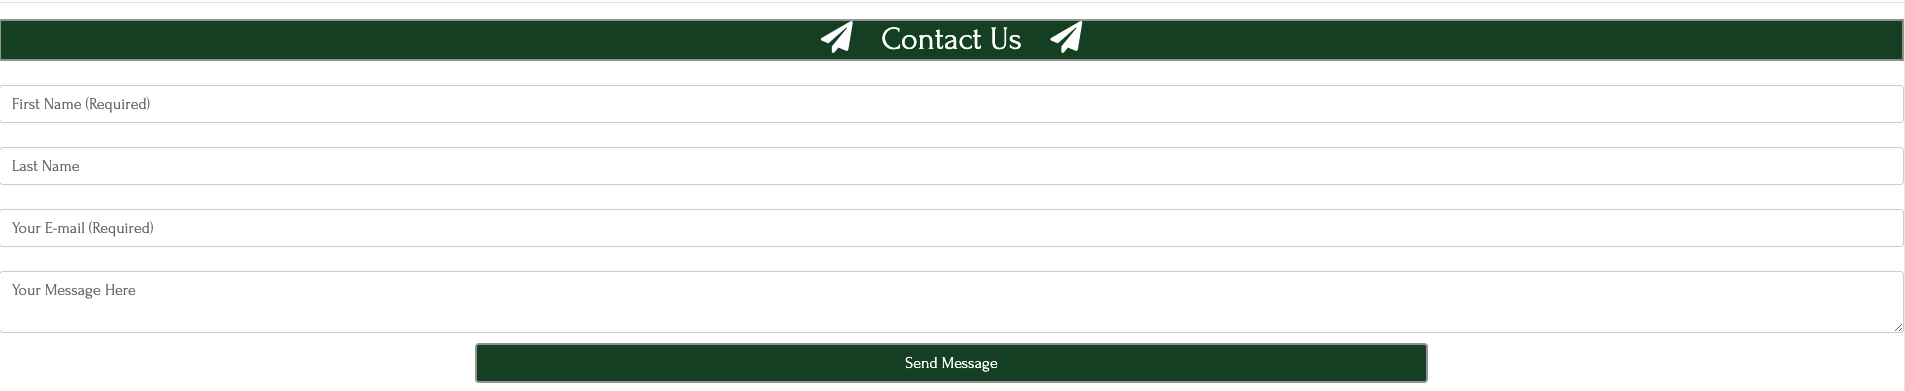 Contact Us
First Name (Required)
Last Name
Your E-mail (Required)
Your Message Here
Send Message